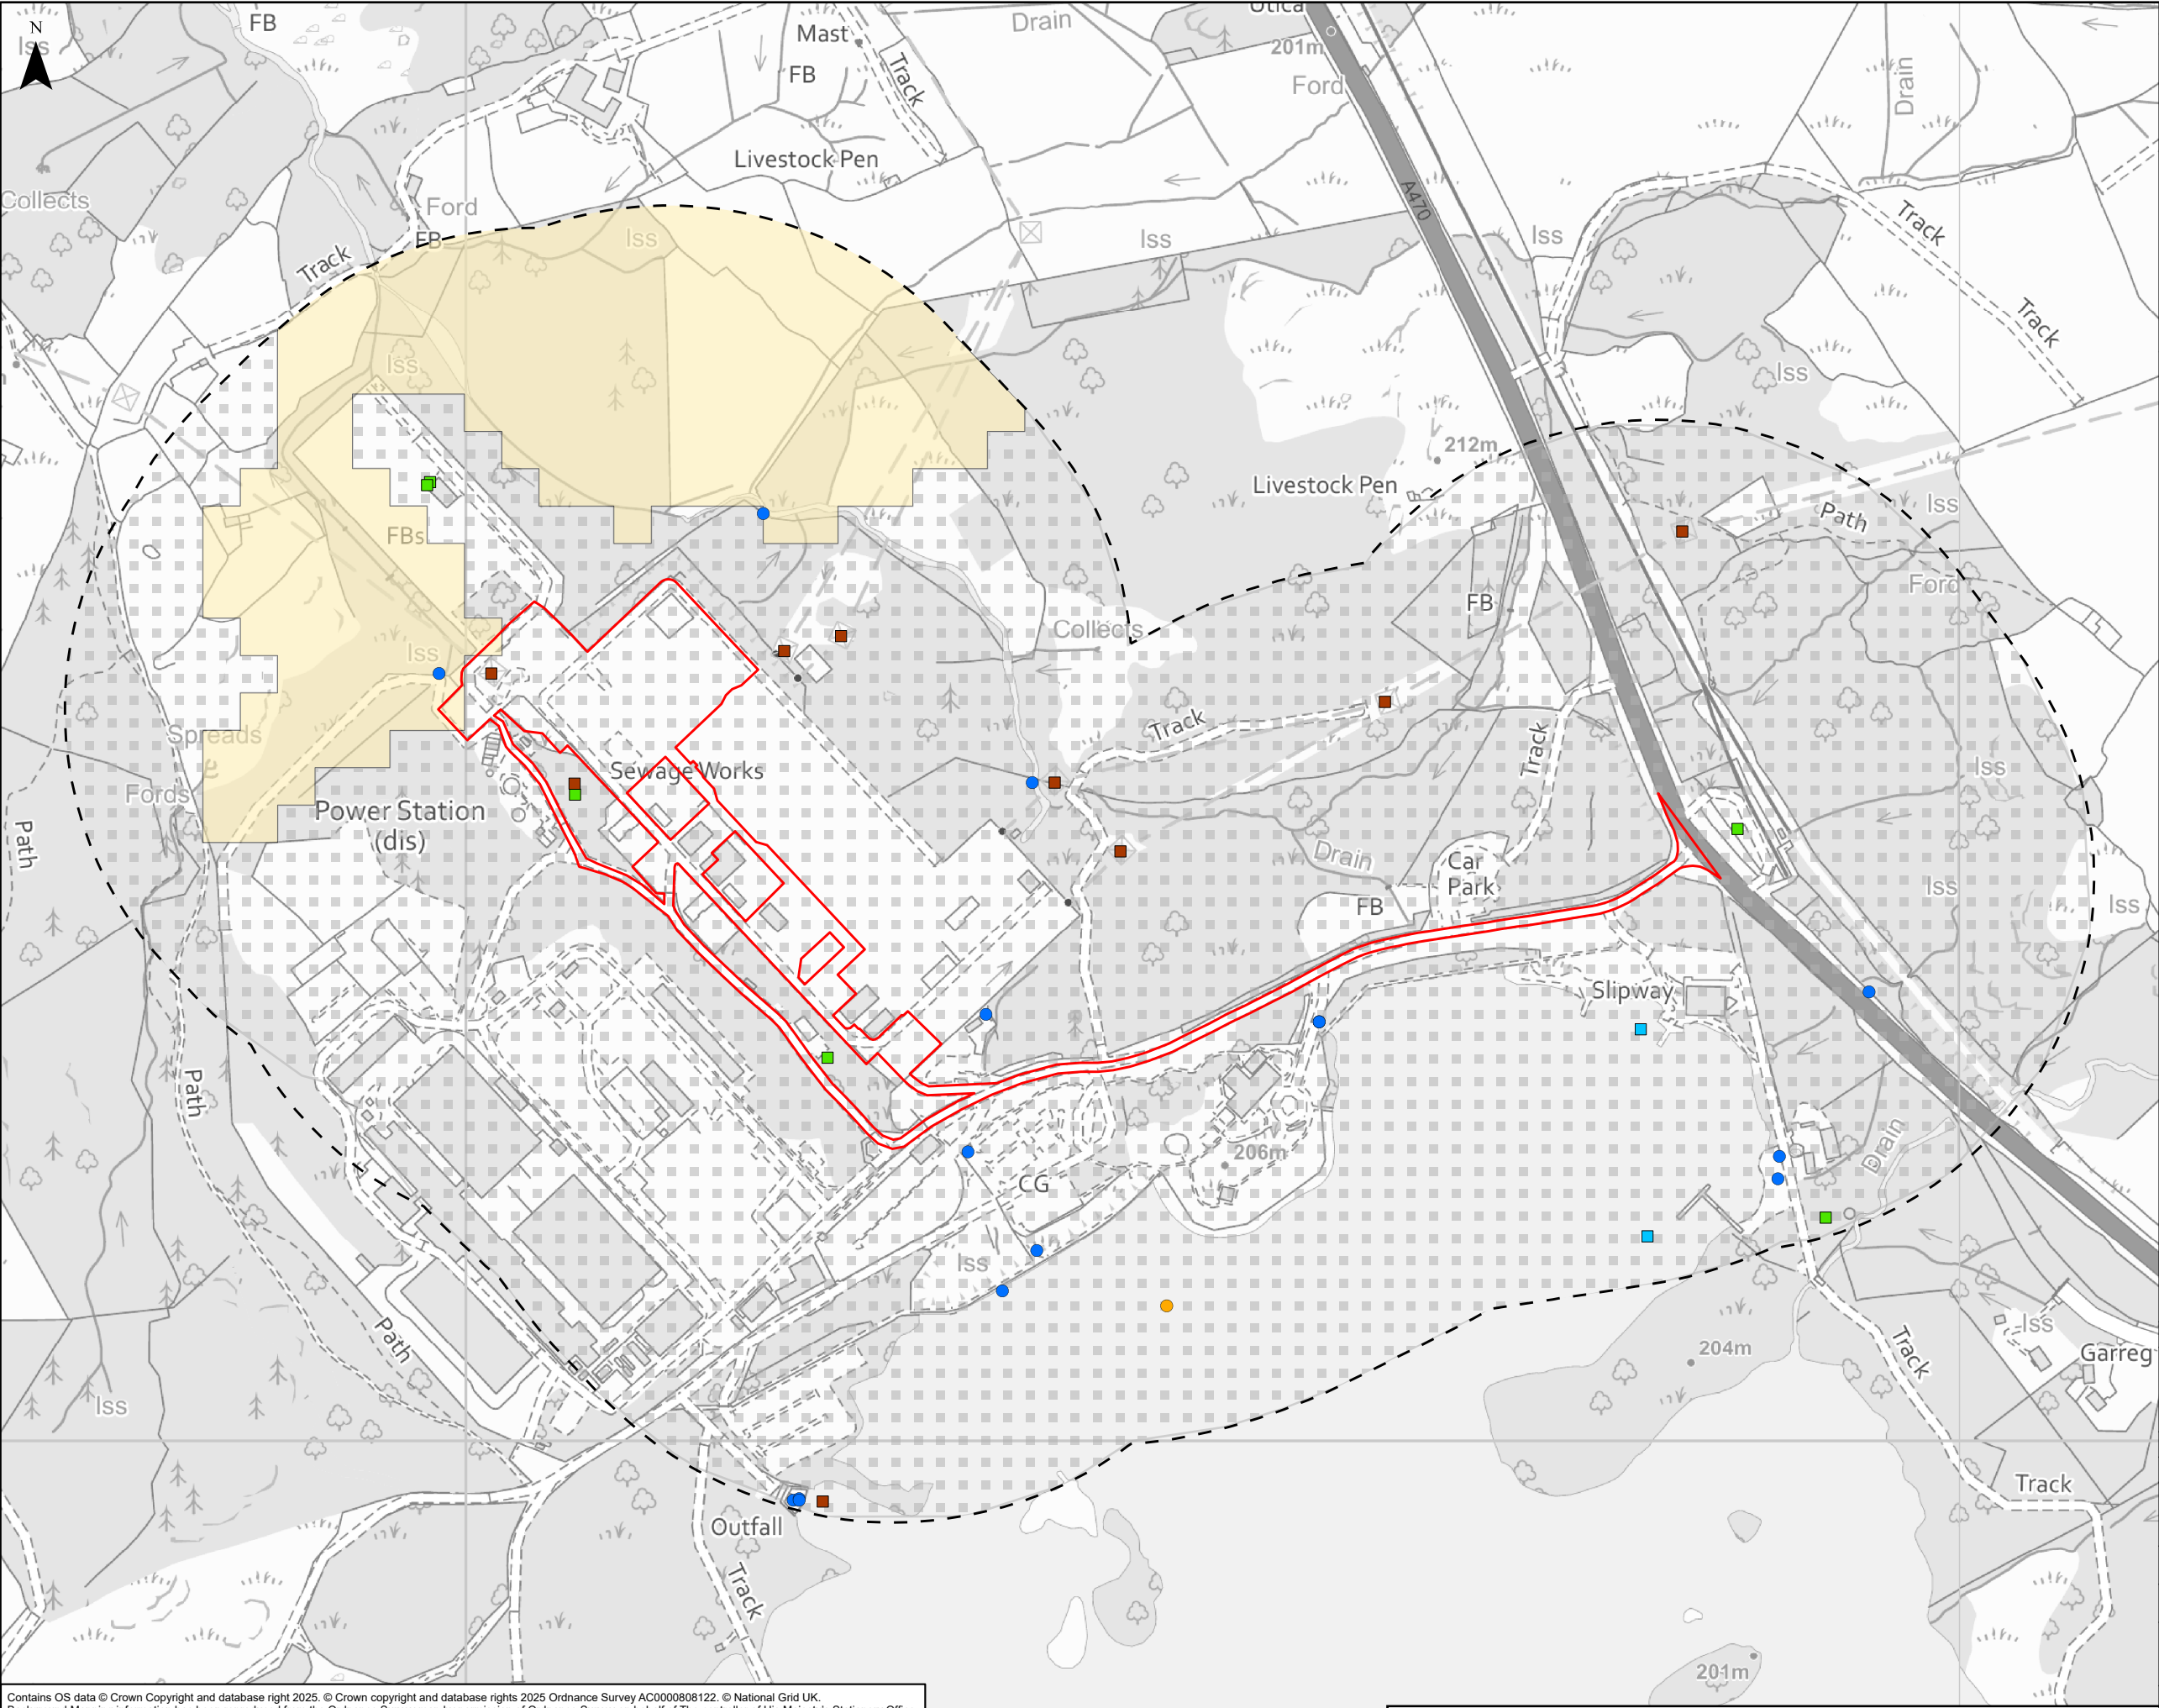 Utica
FB
Mast
Drain
N
Iss
201m
FB
Track
Ford
Drain
Livestock Pen
Collects
A470
Ford
FB
Iss
Iss
Iss
Track
Track
Track
Iss
Iss
212m
Livestock Pen
Iss
Path
FBs
Ford
FB
Collects
Iss
Track
Spreads
Track
Iss
Sewage Works
Fords
Power Station
(dis)
Path
Drain
Car
Park
Iss
FB
Iss
Slipway
Path
206m
Drain
CG
Iss
Iss
Path
204m
Track
Garreg
Iss
Track
Outfall
Track
201m
Contains OS data © Crown Copyright and database right 2025. © Crown copyright and database rights 2025 Ordnance Survey AC0000808122. © National Grid UK.